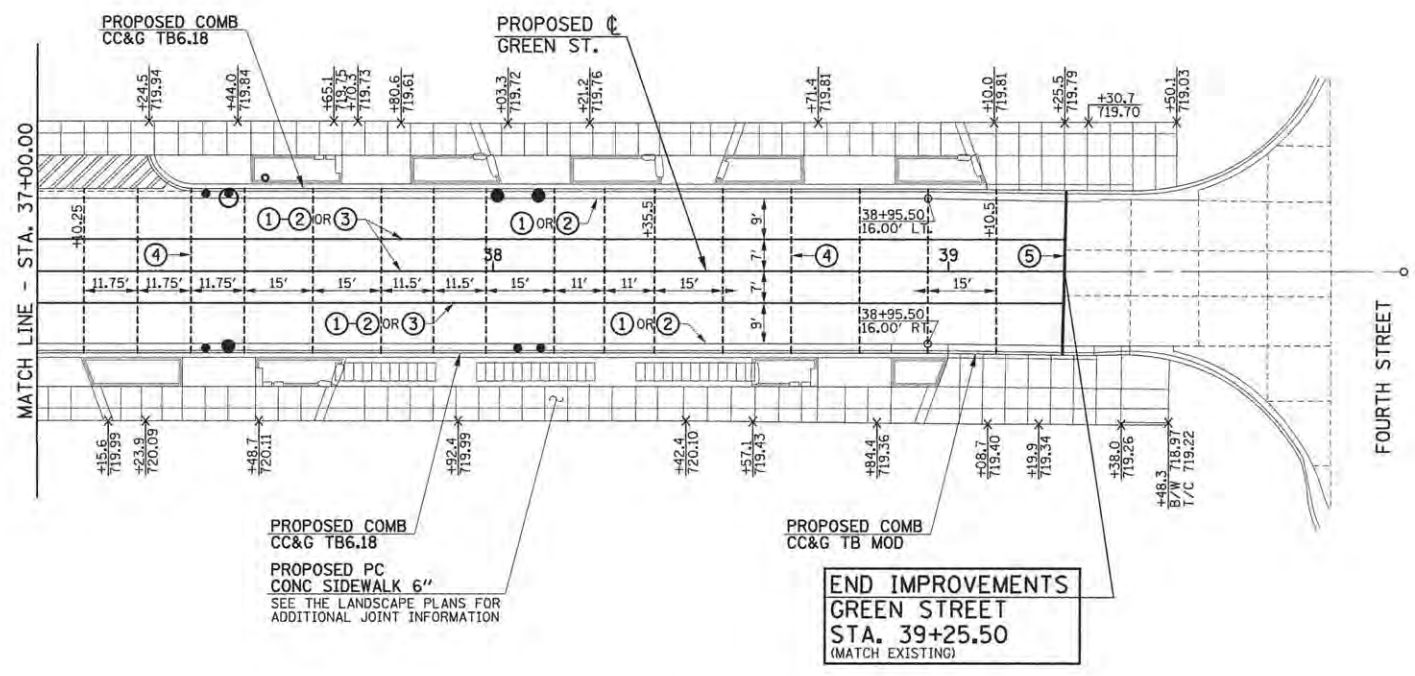 PROPOSED COMB
CC&G TB6.18
PROPOSED ℄
GREEN ST.
+24.5
719.94
+44.0
719.84
+65.1
719.75
+70.3
719.73
+80.6
719.61
+03.3
719.72
+21.2
719.76
+71.4
719.81
+10.0
719.81
+25.5
719.79
+30.7
719.70
+50.1
719.03
MATCH LINE - STA. 37+00.00
+10.25
①-② OR ③
① OR ②
+35.5
9'
38+95.50
16.00' LT.
+10.5
④
38
7'
④
39
⑤
11.75'
11.75'
11.75'
15'
15'
11.5'
11.5'
15'
11'
11'
15'
7'
15'
①-② OR ③
① OR ②
9'
38+95.50
16.00' RT.
FOURTH STREET
+15.6
719.99
+23.9
720.09
+48.7
720.11
+92.4
719.99
+42.4
720.10
+57.1
719.43
+84.4
719.36
+08.7
719.40
+19.9
719.34
+38.0
719.26
+48.3
B/W 718.97
T/C 719.22
PROPOSED COMB
CC&G TB6.18
PROPOSED PC
CONC SIDEWALK 6"
SEE THE LANDSCAPE PLANS FOR
ADDITIONAL JOINT INFORMATION
PROPOSED COMB
CC&G TB MOD
END IMPROVEMENTS
GREEN STREET
STA. 39+25.50
(MATCH EXISTING)